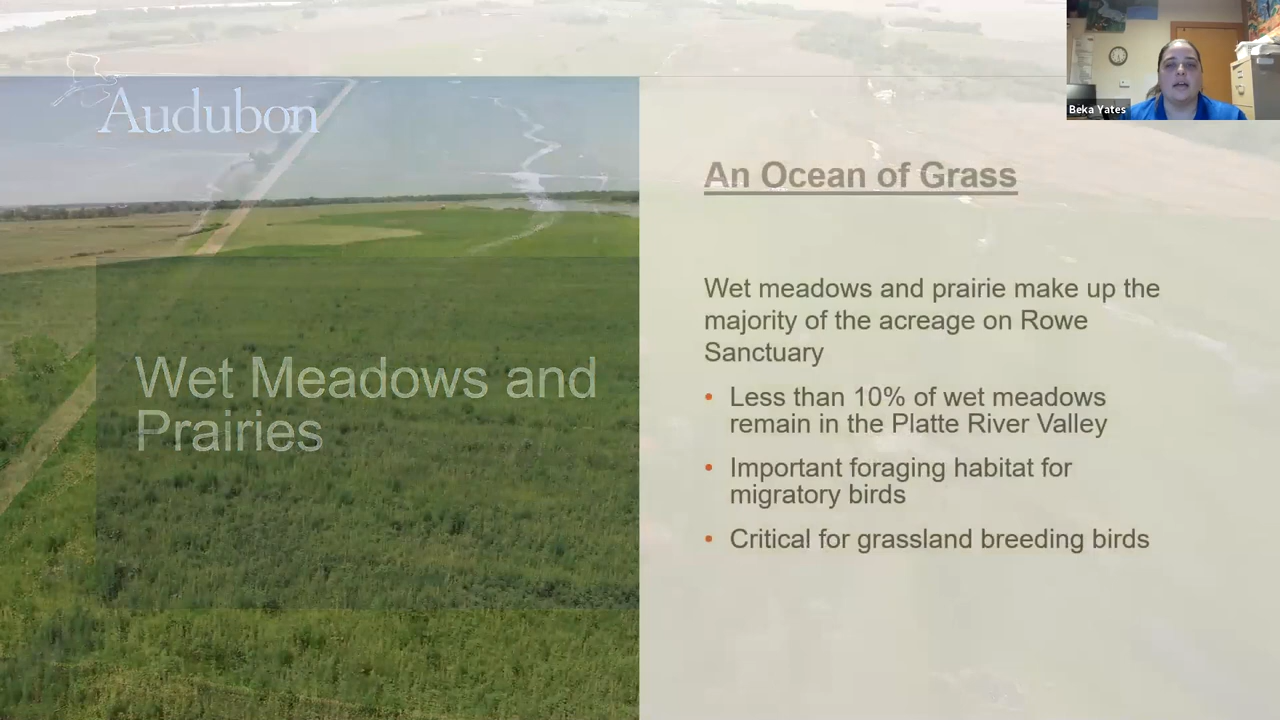 Audubon
Wet Meadows and
Prairies
An Ocean of Grass
Wet meadows and prairie make up the
majority of the acreage on Rowe
Sanctuary
• Less than 10% of wet meadows
remain in the Platte River Valley
• Important foraging habitat for
migratory birds
• Critical for grassland breeding birds
Beka Yates